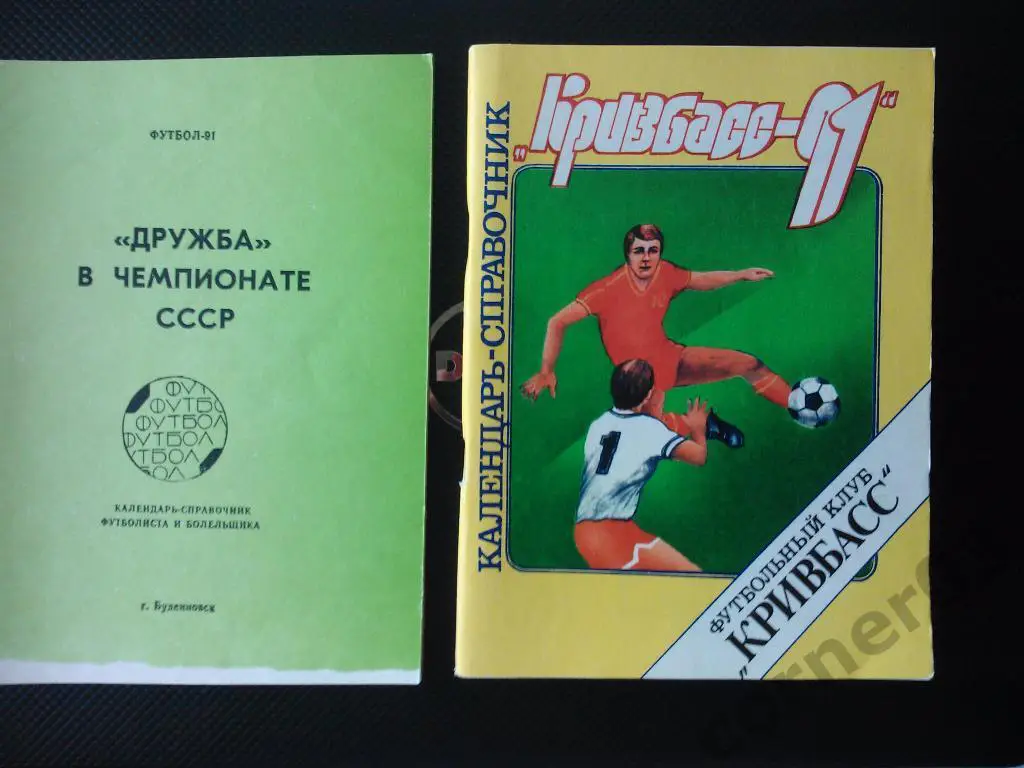 ФУТБОЛ-91
«ДРУЖБА»
В ЧЕМПИОНАТЕ
СССР
ФУТБО
ФУТБОЛ
ФУТБОЛ
ФУТБОЛ
КАЛЕНДАРЬ-СПРАВОЧНИК
ФУТБОЛИСТА И БОЛЕЛЬЩИКА
г. Буденновск
КАЛЕНДАРЬ-СПРАВОЧНИК
„Кривбасс-91“
1
ФУТБОЛЬНЫЙ КЛУБ
„КРИВБАСС“